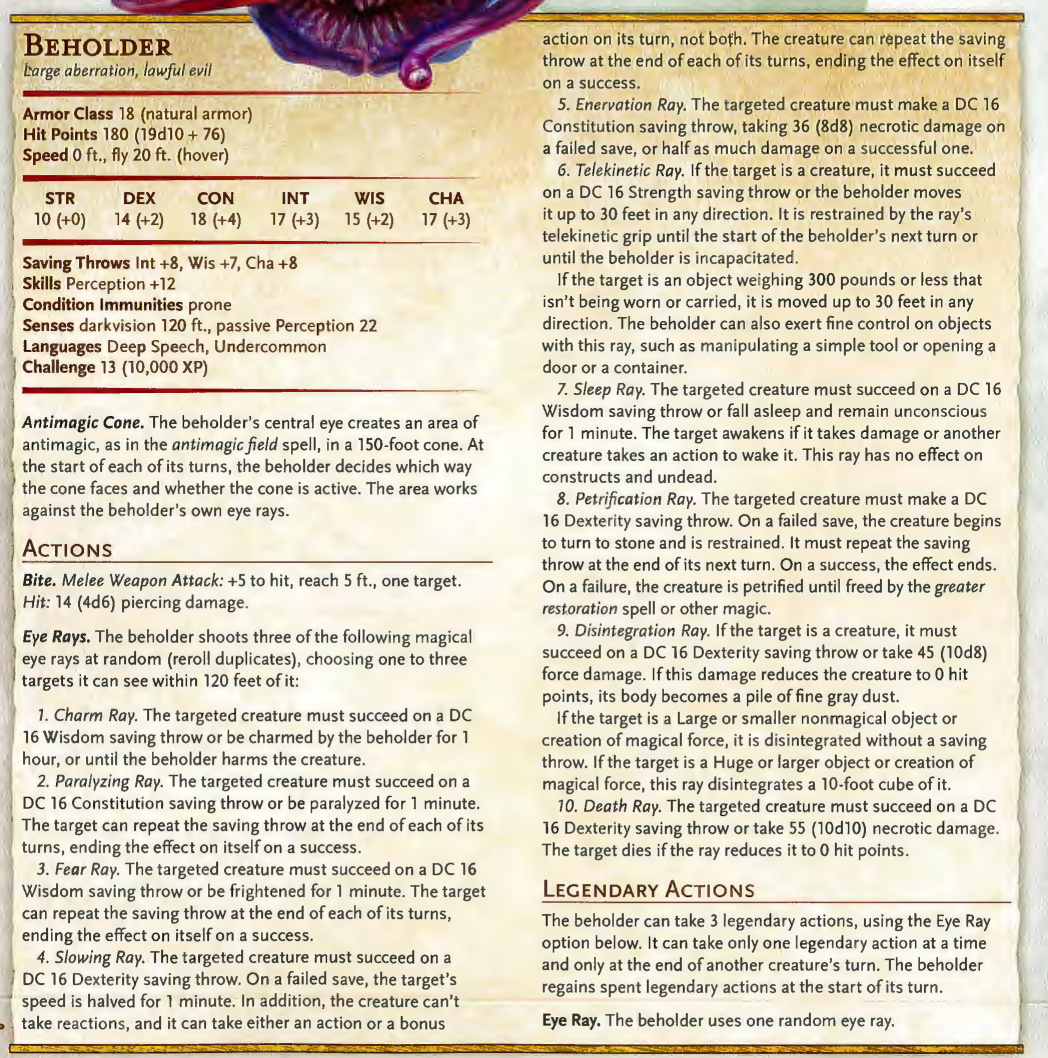 BEHOLDER
Large aberration, lawful evil
Armor Class 18 (natural armor)
Hit Points 180 (19d10 + 76)
Speed 0 ft., fly 20 ft. (hover)
STR DEX CON INT WIS CHA
10 (+0) 14 (+2) 18 (+4) 17 (+3) 15 (+2) 17 (+3)
Saving Throws Int +8, Wis +7, Cha +8
Skills Perception +12
Condition Immunities prone
Senses darkvision 120 ft., passive Perception 22
Languages Deep Speech, Undercommon
Challenge 13 (10,000 XP)
Antimagic Cone. The beholder's central eye creates an area of
antimagic, as in the antimagic field spell, in a 150-foot cone. At
the start of each of its turns, the beholder decides which way
the cone faces and whether the cone is active. The area works
against the beholder's own eye rays.
ACTIONS
Bite. Melee Weapon Attack: +5 to hit, reach 5 ft., one target.
Hit: 14 (4d6) piercing damage.
Eye Rays. The beholder shoots three of the following magical
eye rays at random (reroll duplicates), choosing one to three
targets it can see within 120 feet of it:
1. Charm Ray. The targeted creature must succeed on a DC
16 Wisdom saving throw or be charmed by the beholder for 1
hour, or until the beholder harms the creature.
2. Paralyzing Ray. The targeted creature must succeed on a
DC 16 Constitution saving throw or be paralyzed for 1 minute.
The target can repeat the saving throw at the end of each of its
turns, ending the effect on itself on a success.
3. Fear Ray. The targeted creature must succeed on a DC 16
Wisdom saving throw or be frightened for 1 minute. The target
can repeat the saving throw at the end of each of its turns,
ending the effect on itself on a success.
4. Slowing Ray. The targeted creature must succeed on a
DC 16 Dexterity saving throw. On a failed save, the target's
speed is halved for 1 minute. In addition, the creature can't
take reactions, and it can take either an action or a bonus
action on its turn, not both. The creature can repeat the saving
throw at the end of each of its turns, ending the effect on itself
on a success.
5. Enervation Ray. The targeted creature must make a DC 16
Constitution saving throw, taking 36 (8d8) necrotic damage on
a failed save, or half as much damage on a successful one.
6. Telekinetic Ray. If the target is a creature, it must succeed
on a DC 16 Strength saving throw or the beholder moves
it up to 30 feet in any direction. It is restrained by the ray's
telekinetic grip until the start of the beholder's next turn or
until the beholder is incapacitated.
If the target is an object weighing 300 pounds or less that
isn't being worn or carried, it is moved up to 30 feet in any
direction. The beholder can also exert fine control on objects
with this ray, such as manipulating a simple tool or opening a
door or a container.
7. Sleep Ray. The targeted creature must succeed on a DC 16
Wisdom saving throw or fall asleep and remain unconscious
for 1 minute. The target awakens if it takes damage or another
creature takes an action to wake it. This ray has no effect on
constructs and undead.
8. Petrification Ray. The targeted creature must make a DC
16 Dexterity saving throw. On a failed save, the creature begins
to turn to stone and is restrained. It must repeat the saving
throw at the end of its next turn. On a success, the effect ends.
On a failure, the creature is petrified until freed by the greater
restoration spell or other magic.
9. Disintegration Ray. If the target is a creature, it must
succeed on a DC 16 Dexterity saving throw or take 45 (10d8)
force damage. If this damage reduces the creature to 0 hit
points, its body becomes a pile of fine gray dust.
If the target is a Large or smaller nonmagical object or
creation of magical force, it is disintegrated without a saving
throw. If the target is a Huge or larger object or creation of
magical force, this ray disintegrates a 10-foot cube of it.
10. Death Ray. The targeted creature must succeed on a DC
16 Dexterity saving throw or take 55 (10d10) necrotic damage.
The target dies if the ray reduces it to 0 hit points.
LEGENDARY ACTIONS
The beholder can take 3 legendary actions, using the Eye Ray
option below. It can take only one legendary action at a time
and only at the end of another creature's turn. The beholder
regains spent legendary actions at the start of its turn.
Eye Ray. The beholder uses one random eye ray.